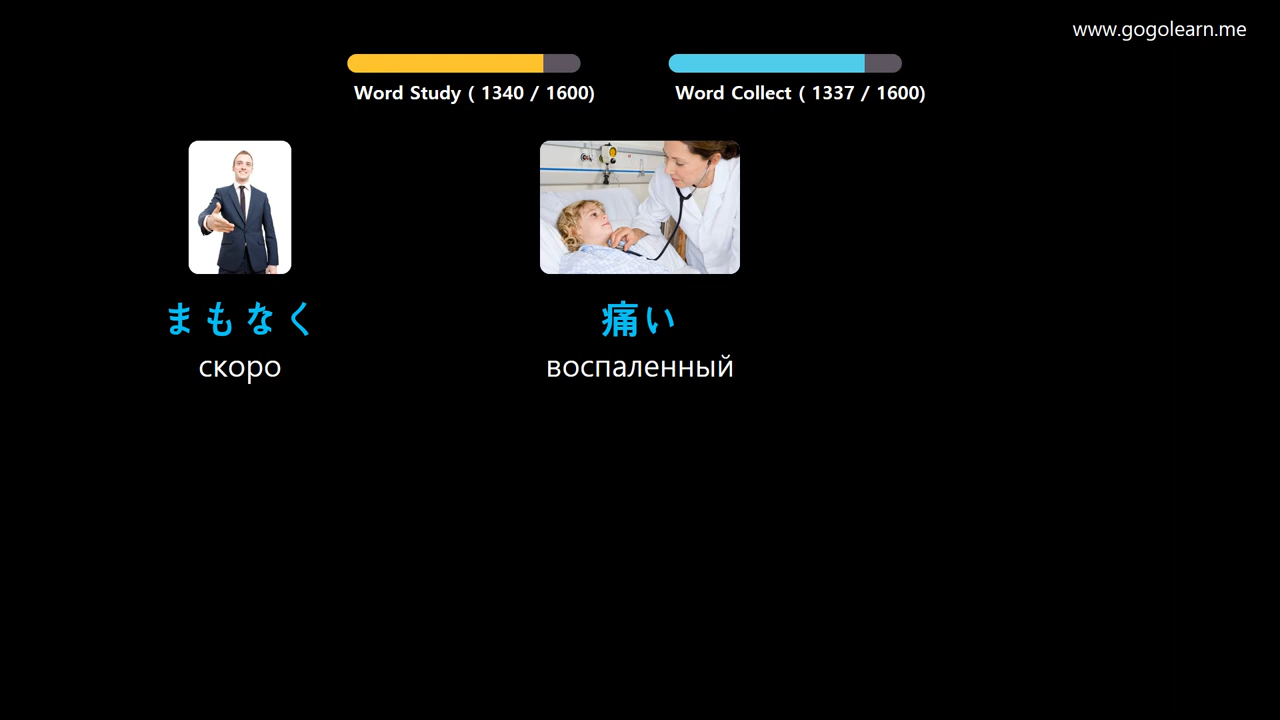 www.gogolearn.me
Word Study ( 1340 / 1600)
Word Collect ( 1337 / 1600)
まもなく
скоро
痛い
воспаленный